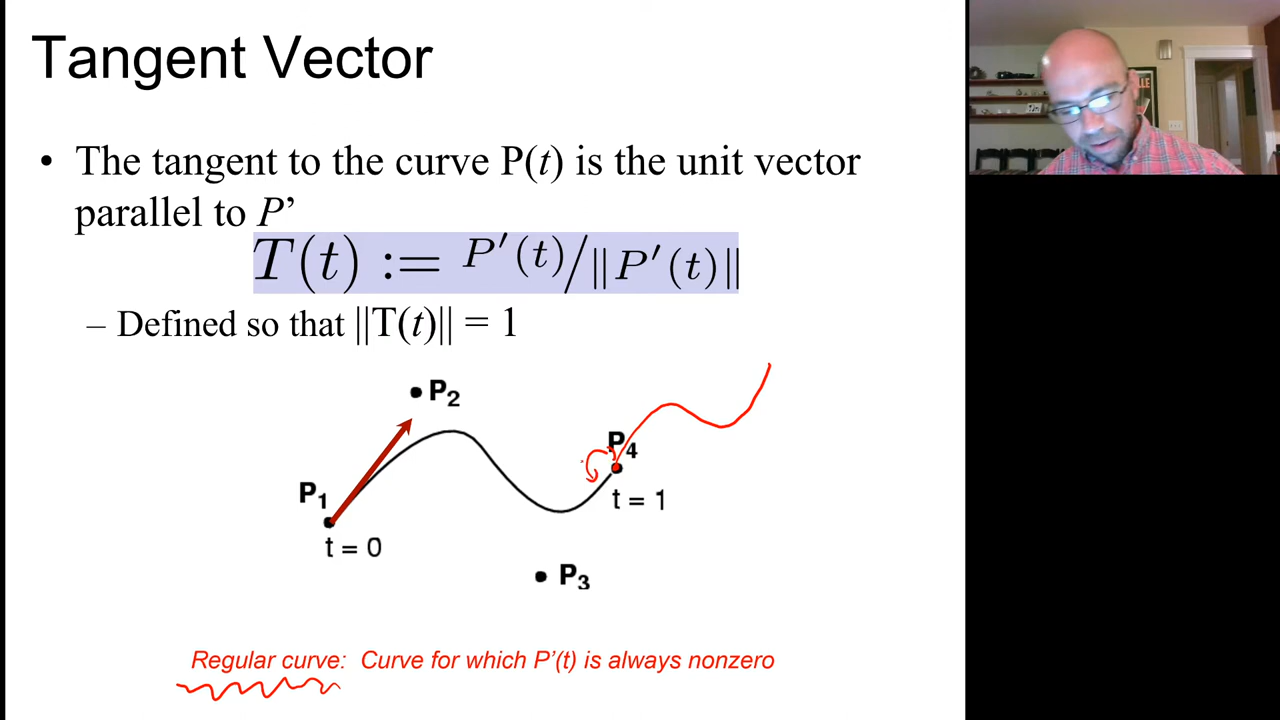 Tangent Vector
• The tangent to the curve P(t) is the unit vector
parallel to P’
T(t) := P′(t)/‖P′(t)‖
– Defined so that ||T(t)|| = 1
P2
P4
P1
t = 1
t = 0
P3
Regular curve: Curve for which P’(t) is always nonzero